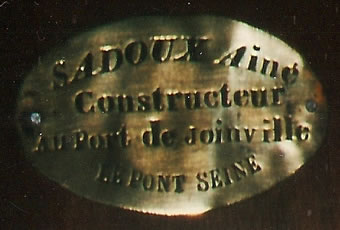 SADOUX Ainé
Constructeur
Au Port de Joinville
LE PONT SEINE